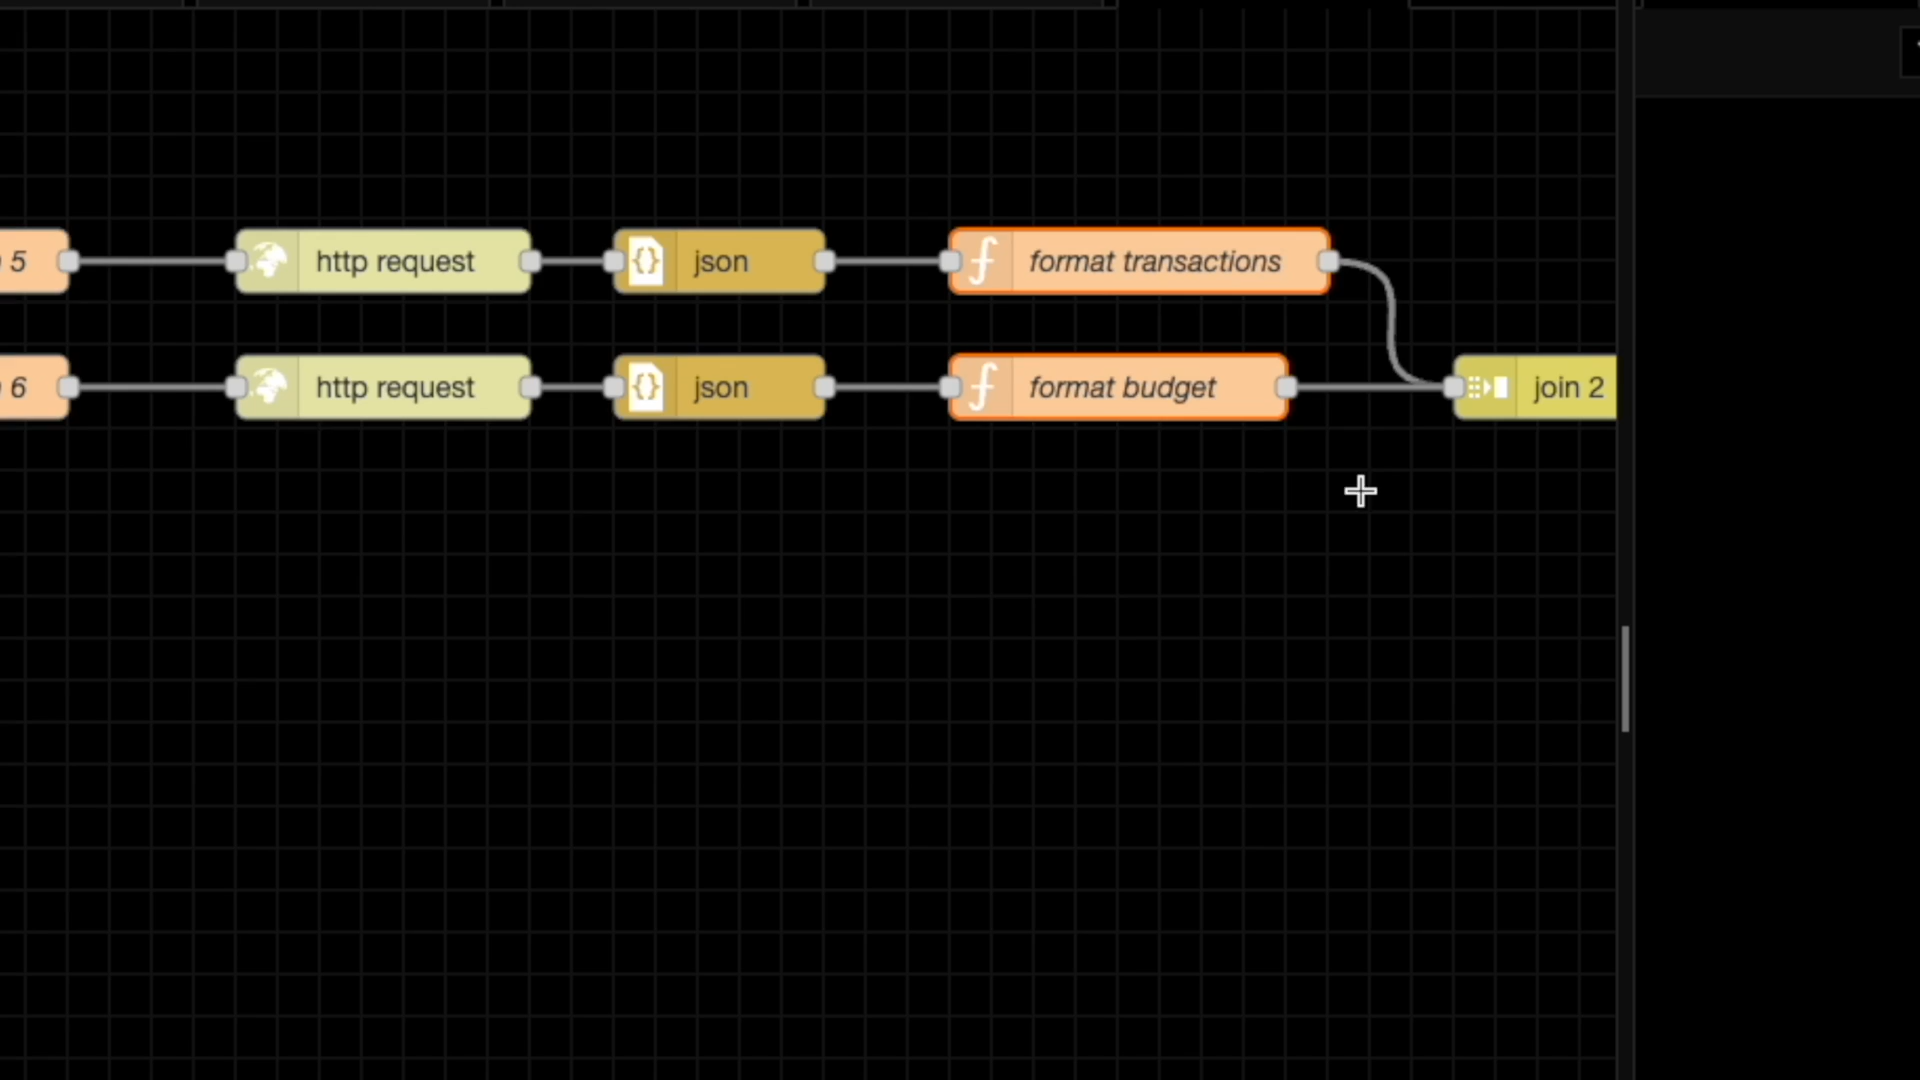 5
http request
json
format transactions
6
http request
json
format budget
join 2